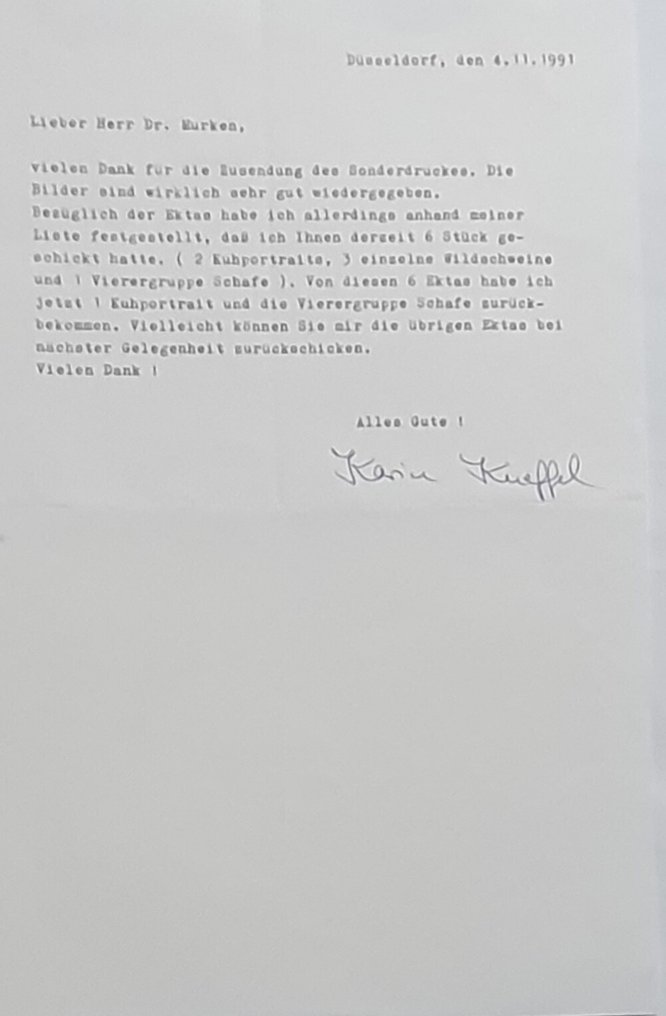 Düsseldorf, den 4.11.1991
Lieber Herr Dr. Murken,
vielen Dank für die Zusendung des Sonderdruckes. Die
Bilder sind wirklich sehr gut wiedergegeben.
Bezüglich der Ektas habe ich allerdings anhand meiner
Liste festgestellt, daß ich Ihnen derzeit 6 Stück ge-
schickt hatte. ( 2 Kuhportraits, 3 einzelne Wildschweine
und 1 Vierergruppe Schafe ). Von diesen 6 Ektas habe ich
jetzt 1 Kuhportrait und die Vierergruppe Schafe zurück-
bekommen. Vielleicht können Sie mir die übrigen Ektas bei
nächster Gelegenheit zurückschicken.
Vielen Dank !
Alles Gute !
Karin Kneffel